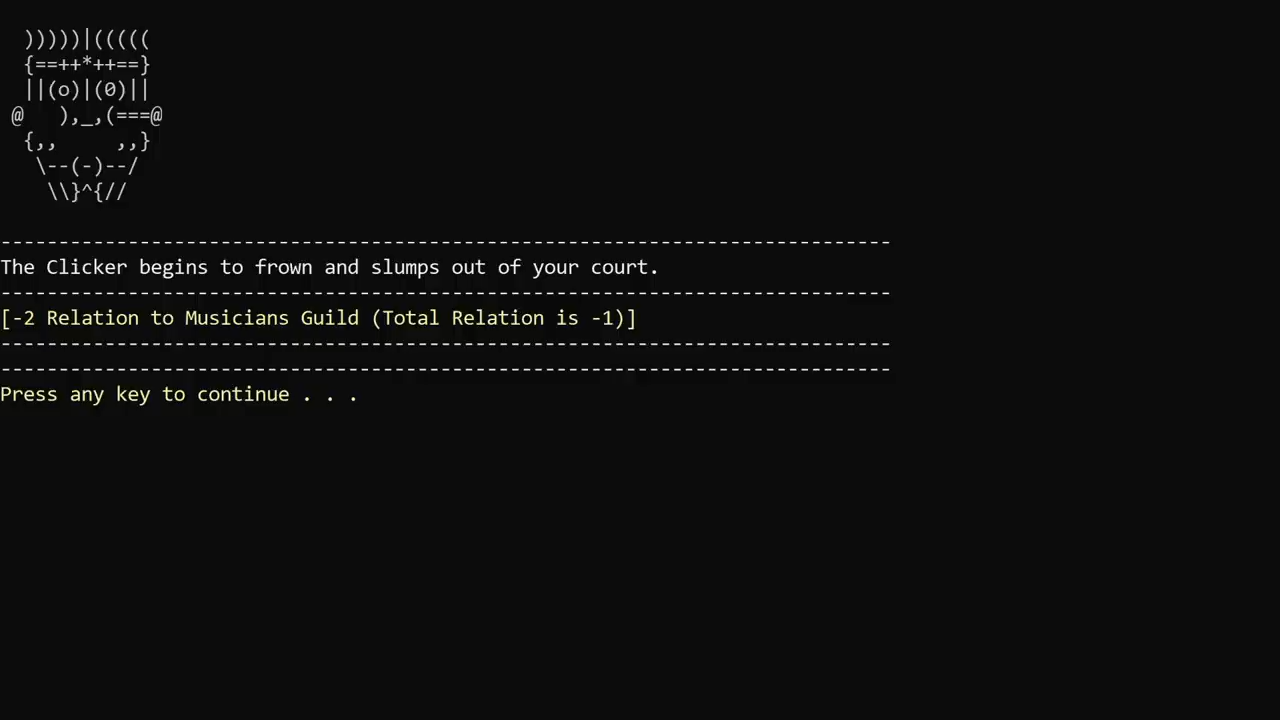 )))))|(((((
{==++*++==}
||(o)|(0)||
@   ),_,(===@
{,,     ,,}
\--(-)--/
\\}^{//
-----------------------------------------------------------------------------
The Clicker begins to frown and slumps out of your court.
-----------------------------------------------------------------------------
[-2 Relation to Musicians Guild (Total Relation is -1)]
-----------------------------------------------------------------------------
-----------------------------------------------------------------------------
Press any key to continue . . .